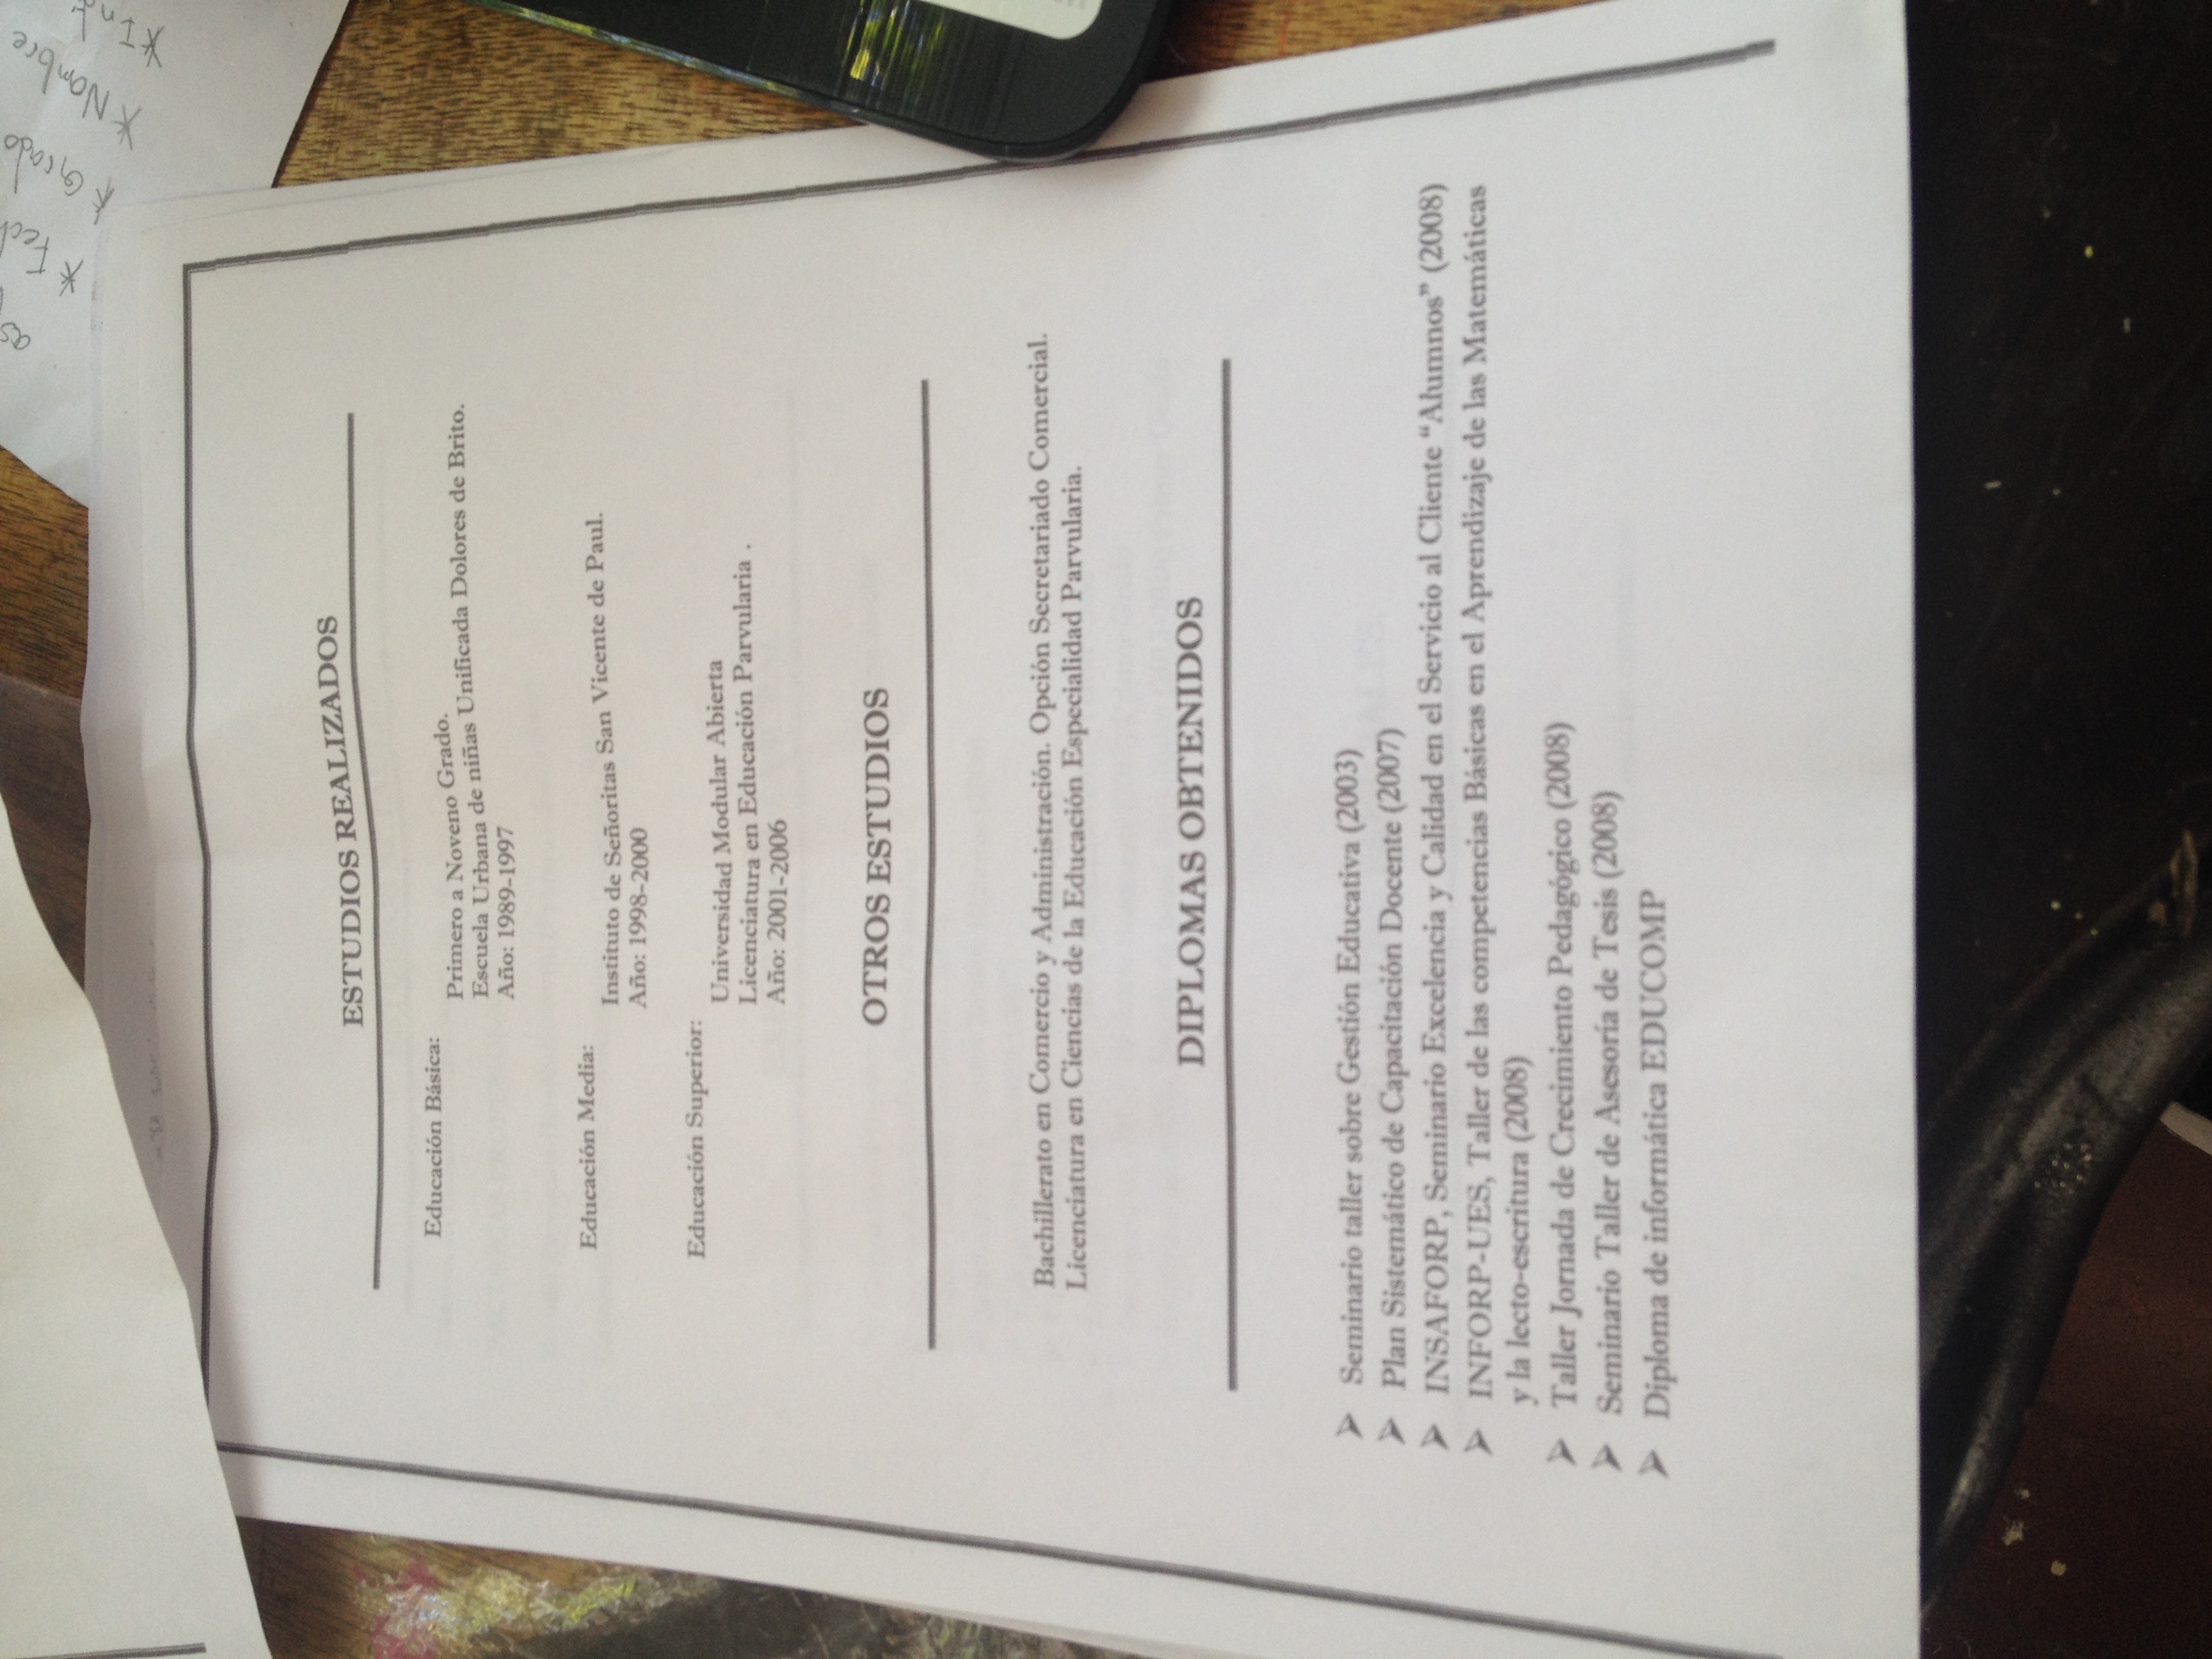 * Grado
* Nombre
ESTUDIOS REALIZADOS
Educación Básica:
Primero a Noveno Grado.
Escuela Urbana de niñas Unificada Dolores de Brito.
Año: 1989-1997
Educación Media:
Instituto de Señoritas San Vicente de Paul.
Año: 1998-2000
Educación Superior:
Universidad Modular Abierta
Licenciatura en Educación Parvularia .
Año: 2001-2006
OTROS ESTUDIOS
Bachillerato en Comercio y Administración. Opción Secretariado Comercial.
Licenciatura en Ciencias de la Educación Especialidad Parvularia.
DIPLOMAS OBTENIDOS
➢ Seminario taller sobre Gestión Educativa (2003)
➢ Plan Sistemático de Capacitación Docente (2007)
➢ INSAFORP, Seminario Excelencia y Calidad en el Servicio al Cliente “Alumnos” (2008)
➢ INFORP-UES, Taller de las competencias Básicas en el Aprendizaje de las Matemáticas
y la lecto-escritura (2008)
➢ Taller Jornada de Crecimiento Pedagógico (2008)
➢ Seminario Taller de Asesoría de Tesis (2008)
➢ Diploma de informática EDUCOMP